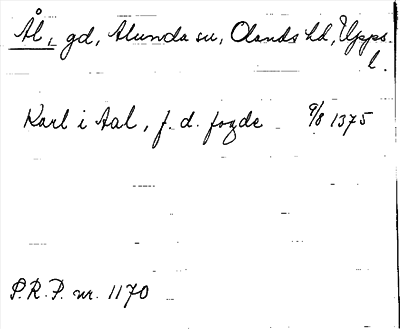 Ål, gd, Alunda sn, Olands hd, Upps.
l.
Karl i Aal, f. d. fogde 9/8 1375
P.R.P. nr. 1170